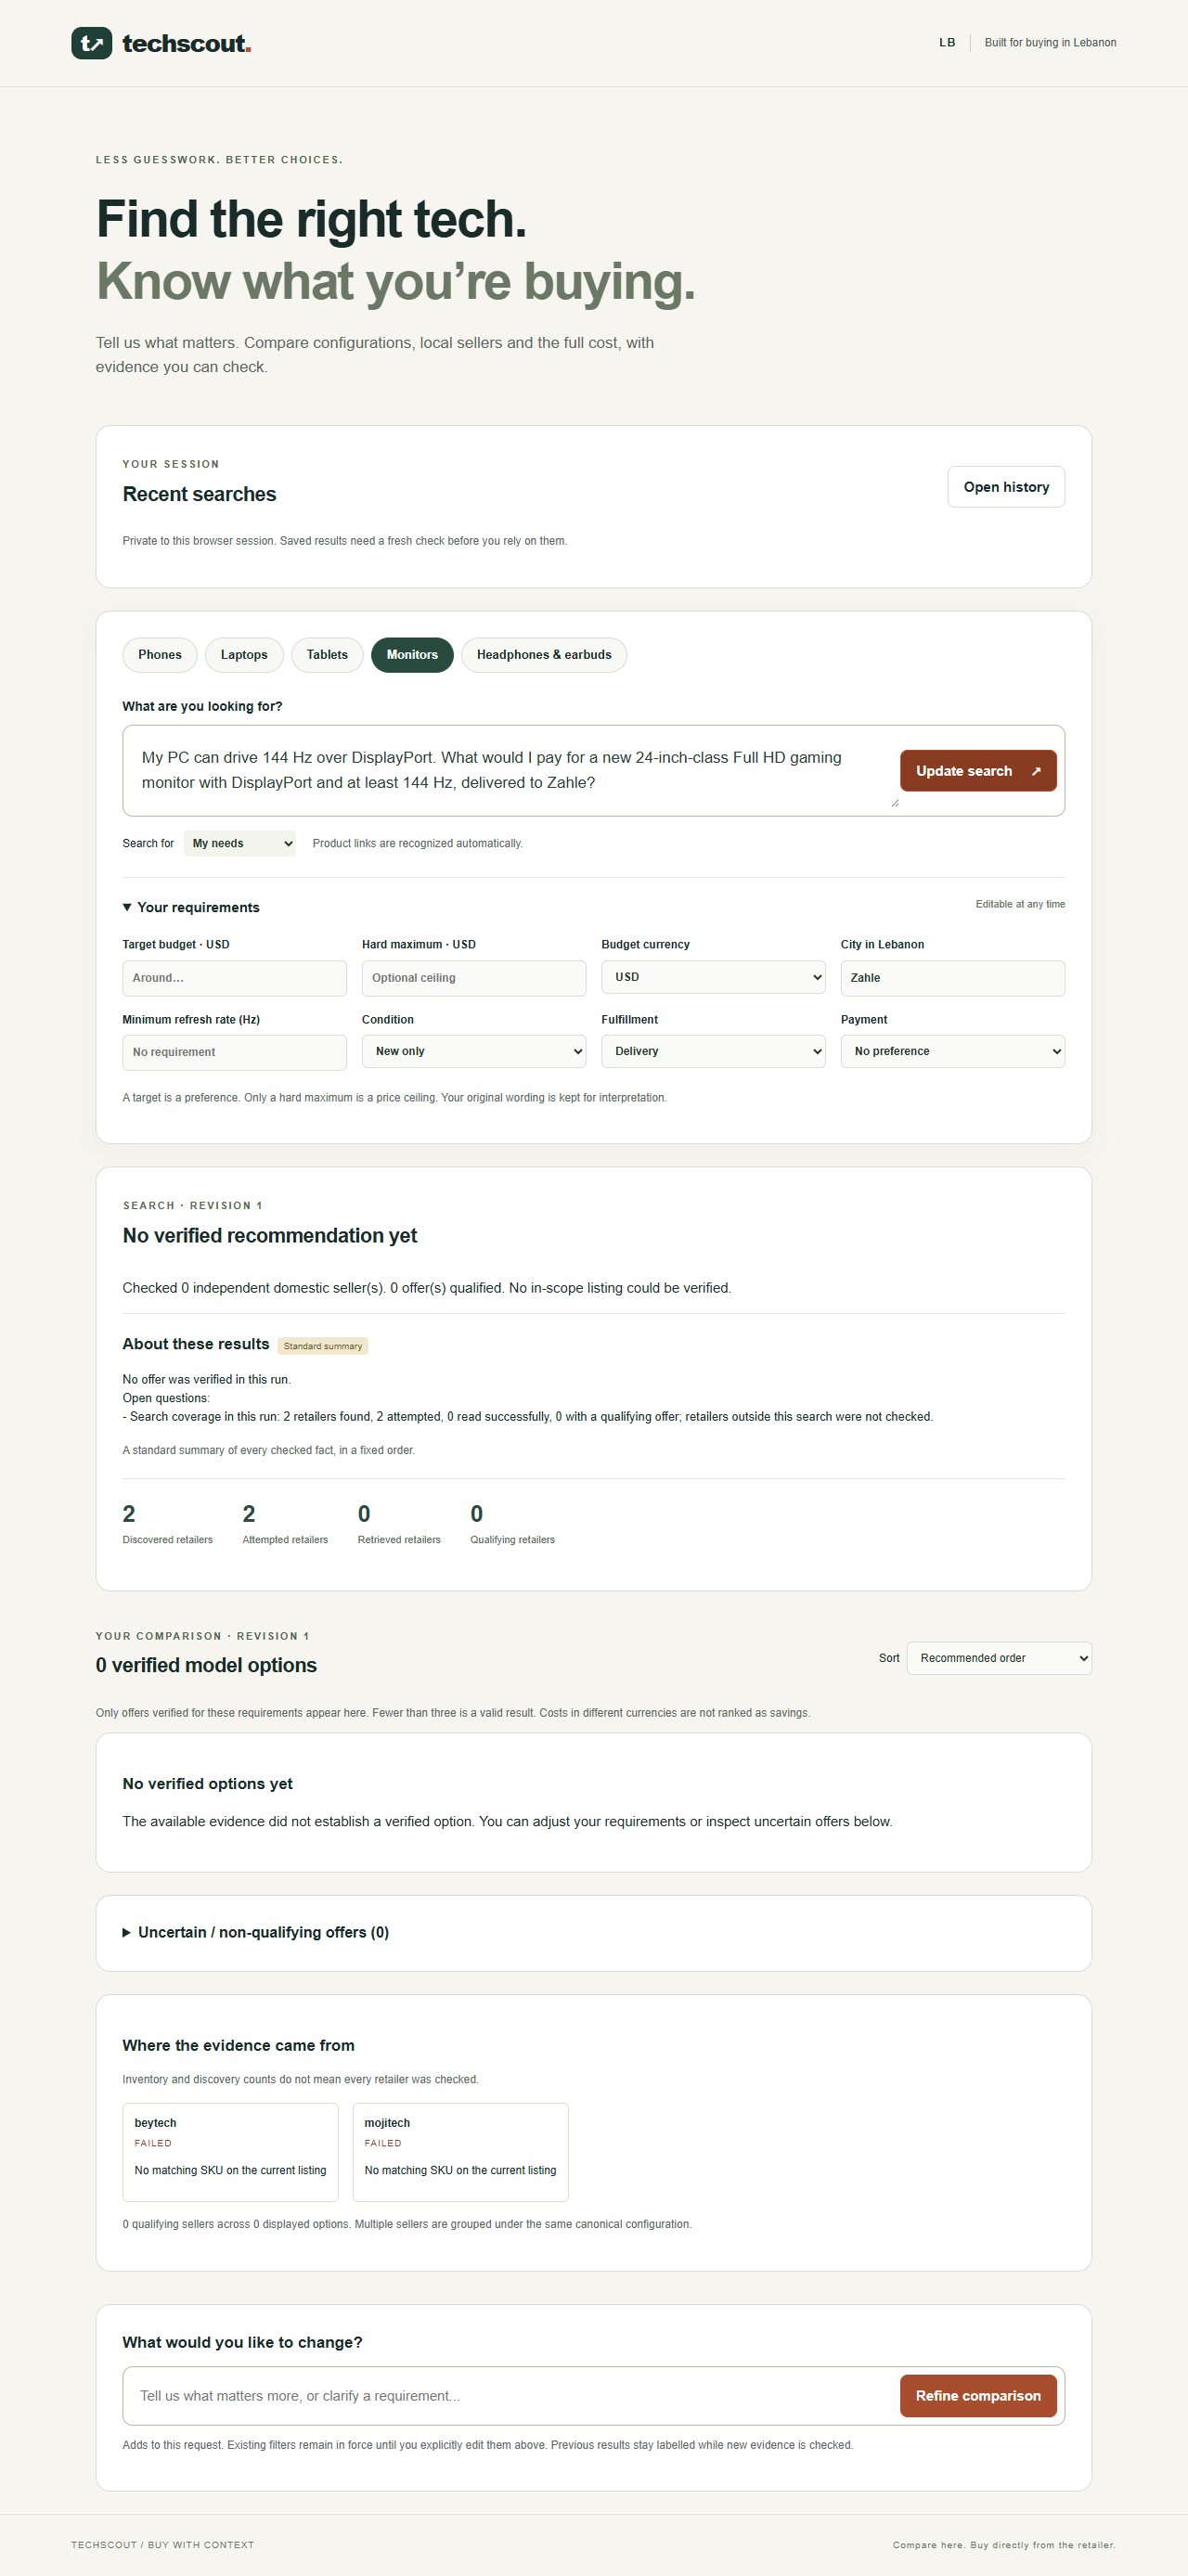 t↗ techscout.
LB
Built for buying in Lebanon
LESS GUESSWORK. BETTER CHOICES.
Find the right tech.
Know what you’re buying.
Tell us what matters. Compare configurations, local sellers and the full cost, with
evidence you can check.
YOUR SESSION
Recent searches
Open history
Private to this browser session. Saved results need a fresh check before you rely on them.
Phones
Laptops
Tablets
Monitors
Headphones & earbuds
What are you looking for?
My PC can drive 144 Hz over DisplayPort. What would I pay for a new 24-inch-class Full HD gaming
monitor with DisplayPort and at least 144 Hz, delivered to Zahle?
Update search ↗
Search for
My needs
Product links are recognized automatically.
▼ Your requirements
Editable at any time
Target budget · USD
Hard maximum · USD
Budget currency
City in Lebanon
Around…
Optional ceiling
USD
Zahle
Minimum refresh rate (Hz)
Condition
Fulfillment
Payment
No requirement
New only
Delivery
No preference
A target is a preference. Only a hard maximum is a price ceiling. Your original wording is kept for interpretation.
SEARCH · REVISION 1
No verified recommendation yet
Checked 0 independent domestic seller(s). 0 offer(s) qualified. No in-scope listing could be verified.
About these results
Standard summary
No offer was verified in this run.
Open questions:
- Search coverage in this run: 2 retailers found, 2 attempted, 0 read successfully, 0 with a qualifying offer; retailers outside this search were not checked.
A standard summary of every checked fact, in a fixed order.
2
2
0
0
Discovered retailers
Attempted retailers
Retrieved retailers
Qualifying retailers
YOUR COMPARISON · REVISION 1
0 verified model options
Sort
Recommended order
Only offers verified for these requirements appear here. Fewer than three is a valid result. Costs in different currencies are not ranked as savings.
No verified options yet
The available evidence did not establish a verified option. You can adjust your requirements or inspect uncertain offers below.
▶ Uncertain / non-qualifying offers (0)
Where the evidence came from
Inventory and discovery counts do not mean every retailer was checked.
beytech
FAILED
No matching SKU on the current listing
mojitech
FAILED
No matching SKU on the current listing
0 qualifying sellers across 0 displayed options. Multiple sellers are grouped under the same canonical configuration.
What would you like to change?
Tell us what matters more, or clarify a requirement...
Refine comparison
Adds to this request. Existing filters remain in force until you explicitly edit them above. Previous results stay labelled while new evidence is checked.
TECHSCOUT / BUY WITH CONTEXT
Compare here. Buy directly from the retailer.